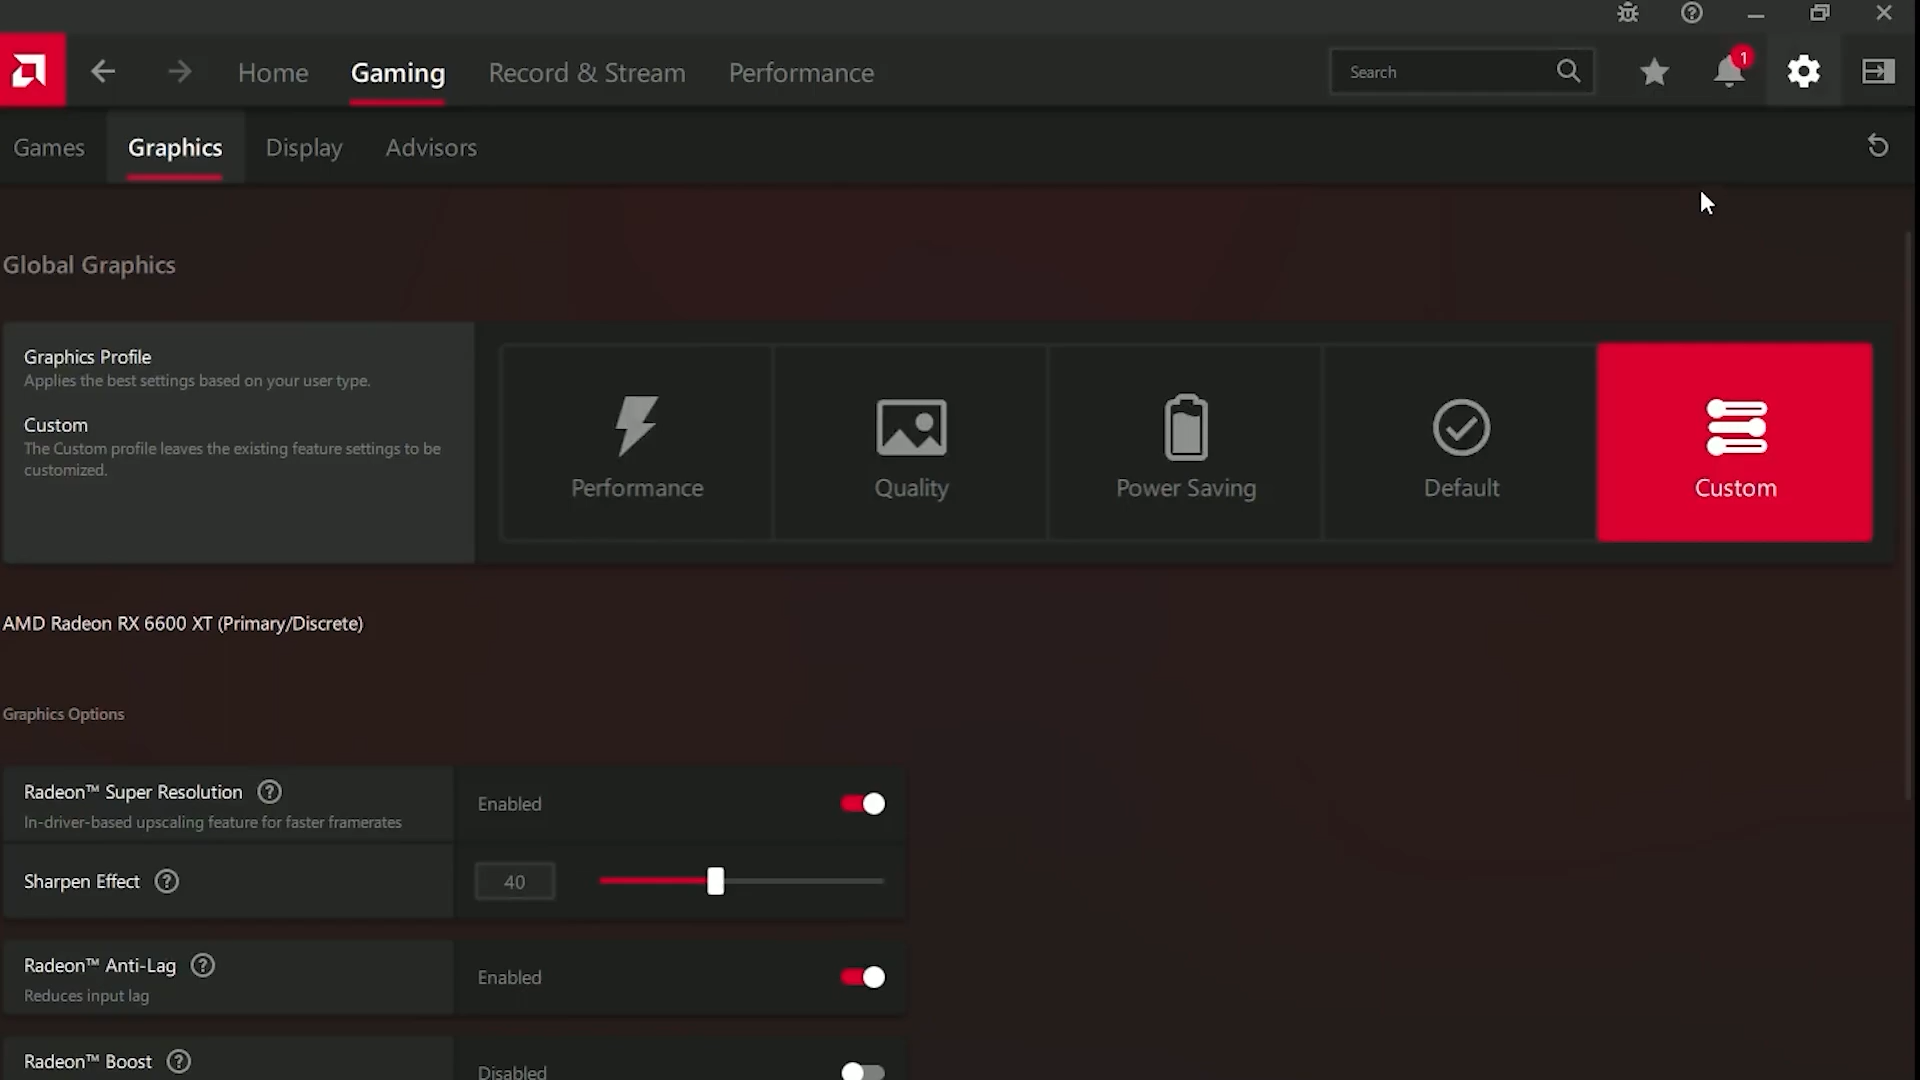 Search
1
Home
Gaming
Record & Stream
Performance
Games
Graphics
Display
Advisors
Global Graphics
Graphics Profile
Applies the best settings based on your user type.
Custom
The Custom profile leaves the existing feature settings to be
customized.
Performance
Quality
Power Saving
Default
Custom
AMD Radeon RX 6600 XT (Primary/Discrete)
Graphics Options
Radeon™ Super Resolution ?
In-driver-based upscaling feature for faster framerates
Enabled
Sharpen Effect ?
40
Radeon™ Anti-Lag ?
Reduces input lag
Enabled
Radeon™ Boost ?
Disabled